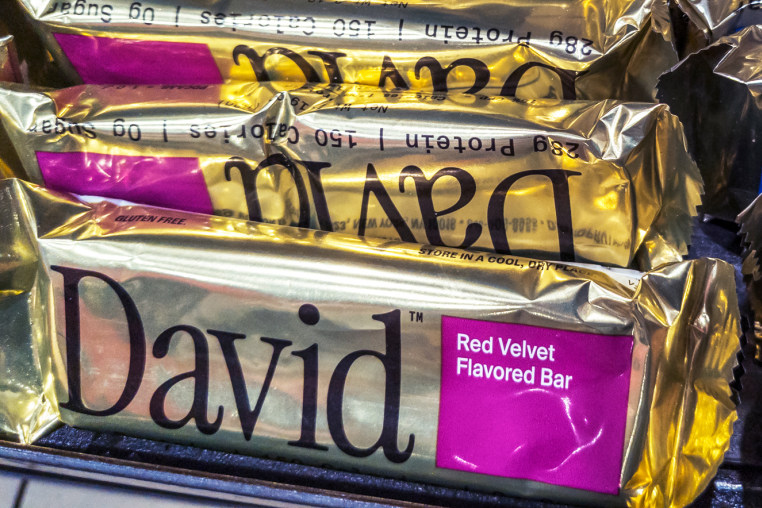 28g Protein | 150 Calories | 0g Sugar
David
28g Protein | 150 Calories | 0g Sugar
David
GLUTEN FREE.
STORE IN A COOL, DRY
David™
Red Velvet
Flavored Bar